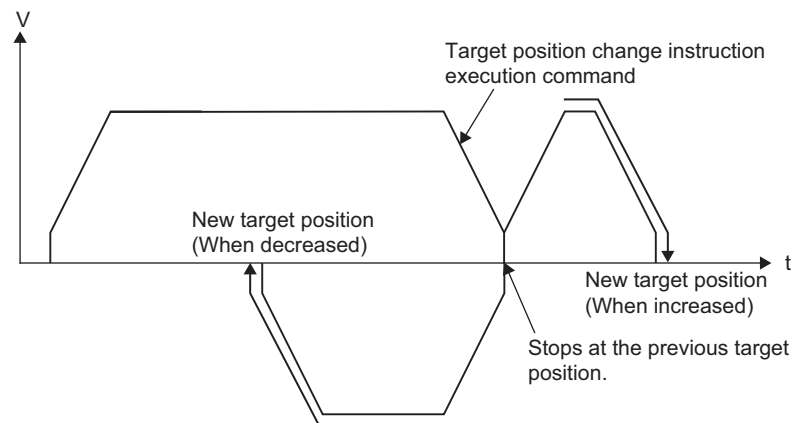 V
Target position change instruction
execution command
New target position
(When decreased)
t
New target position
(When increased)
Stops at the previous target
position.